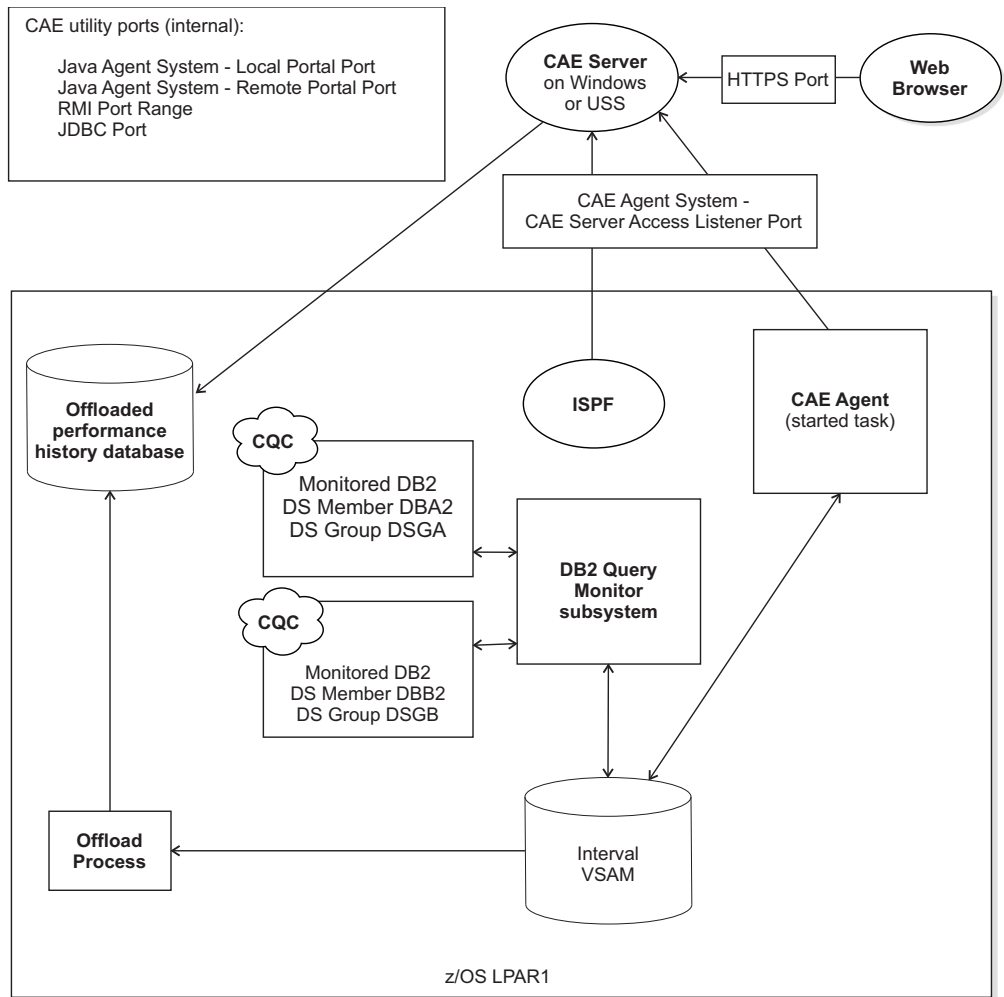 CAE utility ports (internal):
Java Agent System - Local Portal Port
Java Agent System - Remote Portal Port
RMI Port Range
JDBC Port
CAE Server
on Windows
or USS
HTTPS Port
Web
Browser
CAE Agent System -
CAE Server Access Listener Port
Offloaded
performance
history database
ISPF
CAE Agent
(started task)
CQC
Monitored DB2
DS Member DBA2
DS Group DSGA
DB2 Query
Monitor
subsystem
CQC
Monitored DB2
DS Member DBB2
DS Group DSGB
Offload
Process
Interval
VSAM
z/OS LPAR1